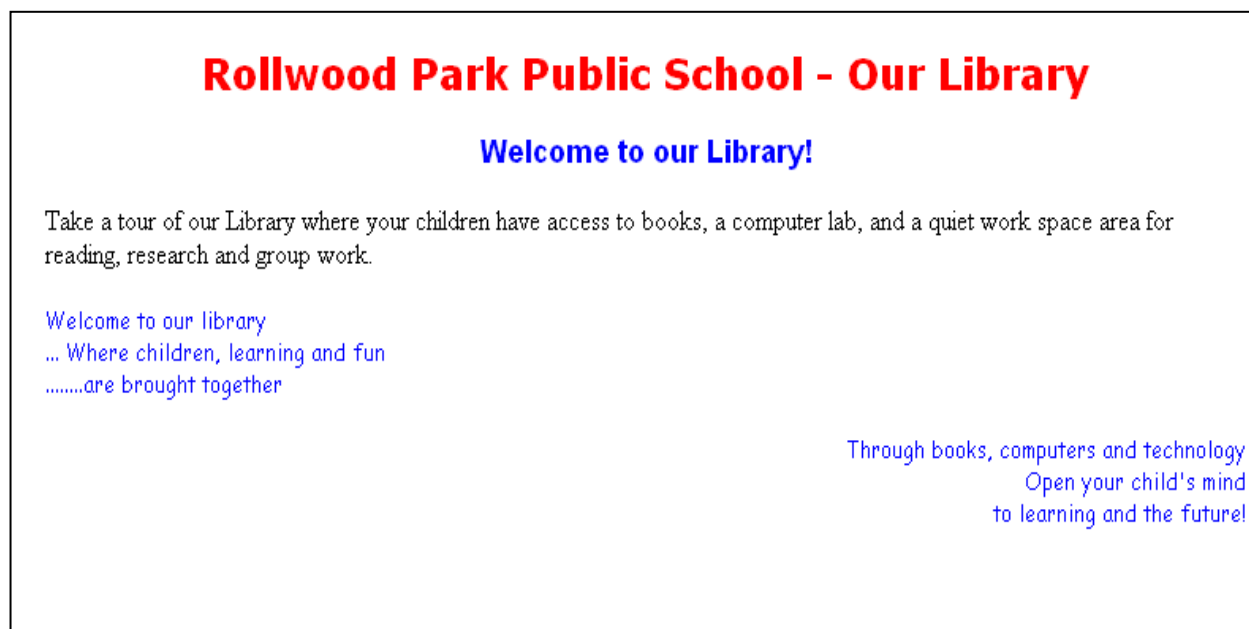 Rollwood Park Public School - Our Library
Welcome to our Library!
Take a tour of our Library where your children have access to books, a computer lab, and a quiet work space area for
reading, research and group work.
Welcome to our library
... Where children, learning and fun
........are brought together
Through books, computers and technology
Open your child's mind
to learning and the future!